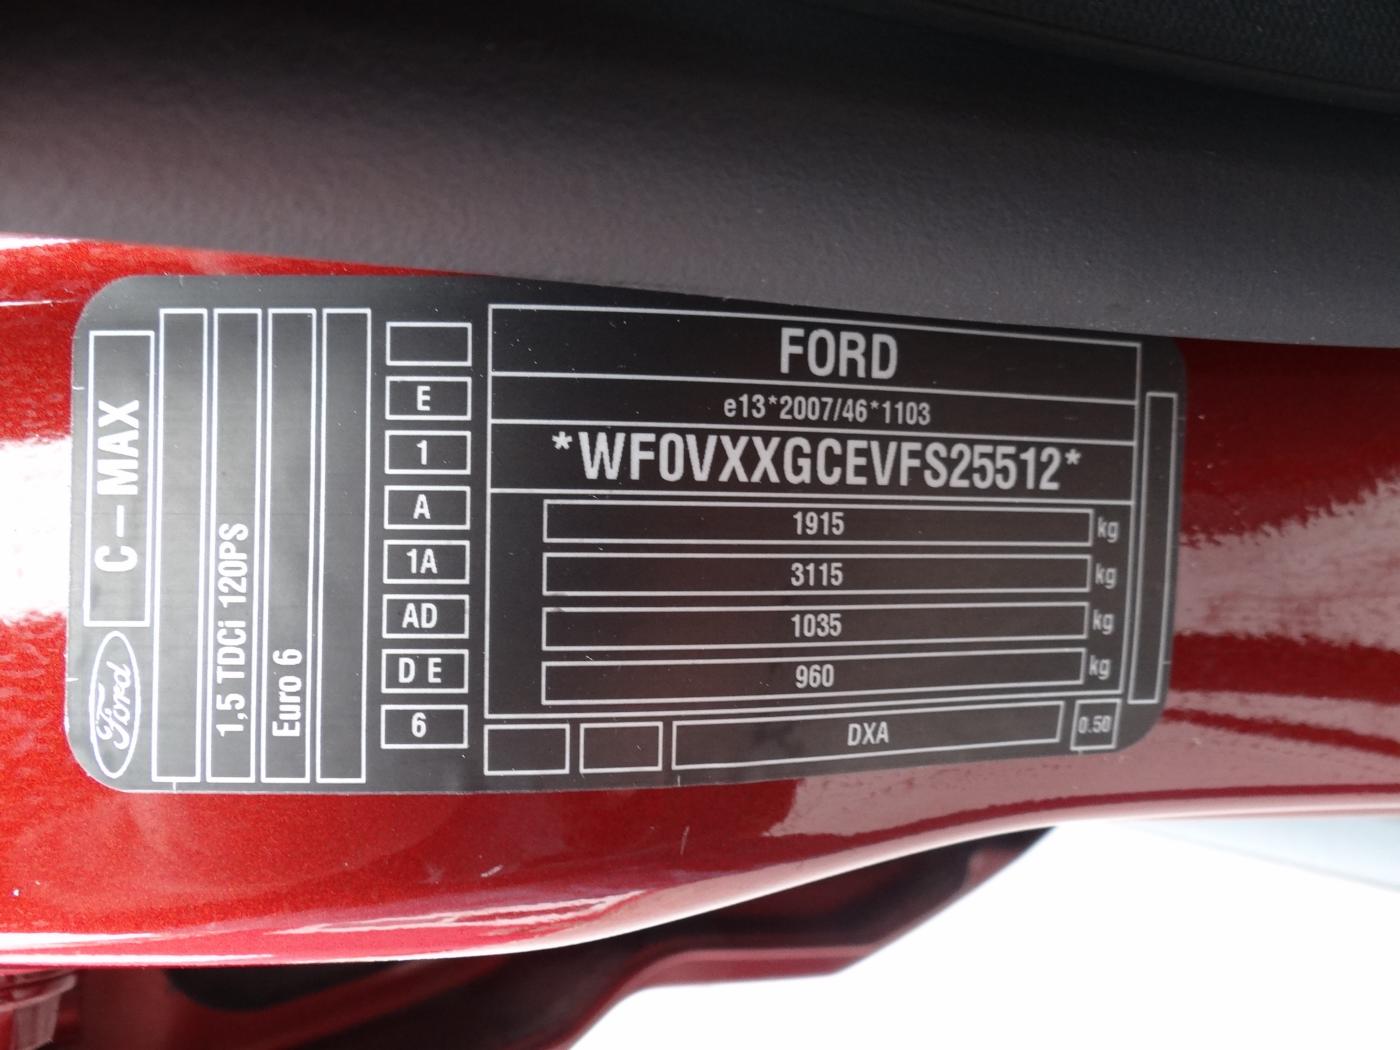 FORD
e13*2007/46*1103
*WF0VXXGCEVFS25512*
1915 kg
3115 kg
1035 kg
960 kg
DXA
0.50
E
1
A
1A
AD
D E
6
Ford
C-MAX
1,5 TDCi 120PS
Euro 6